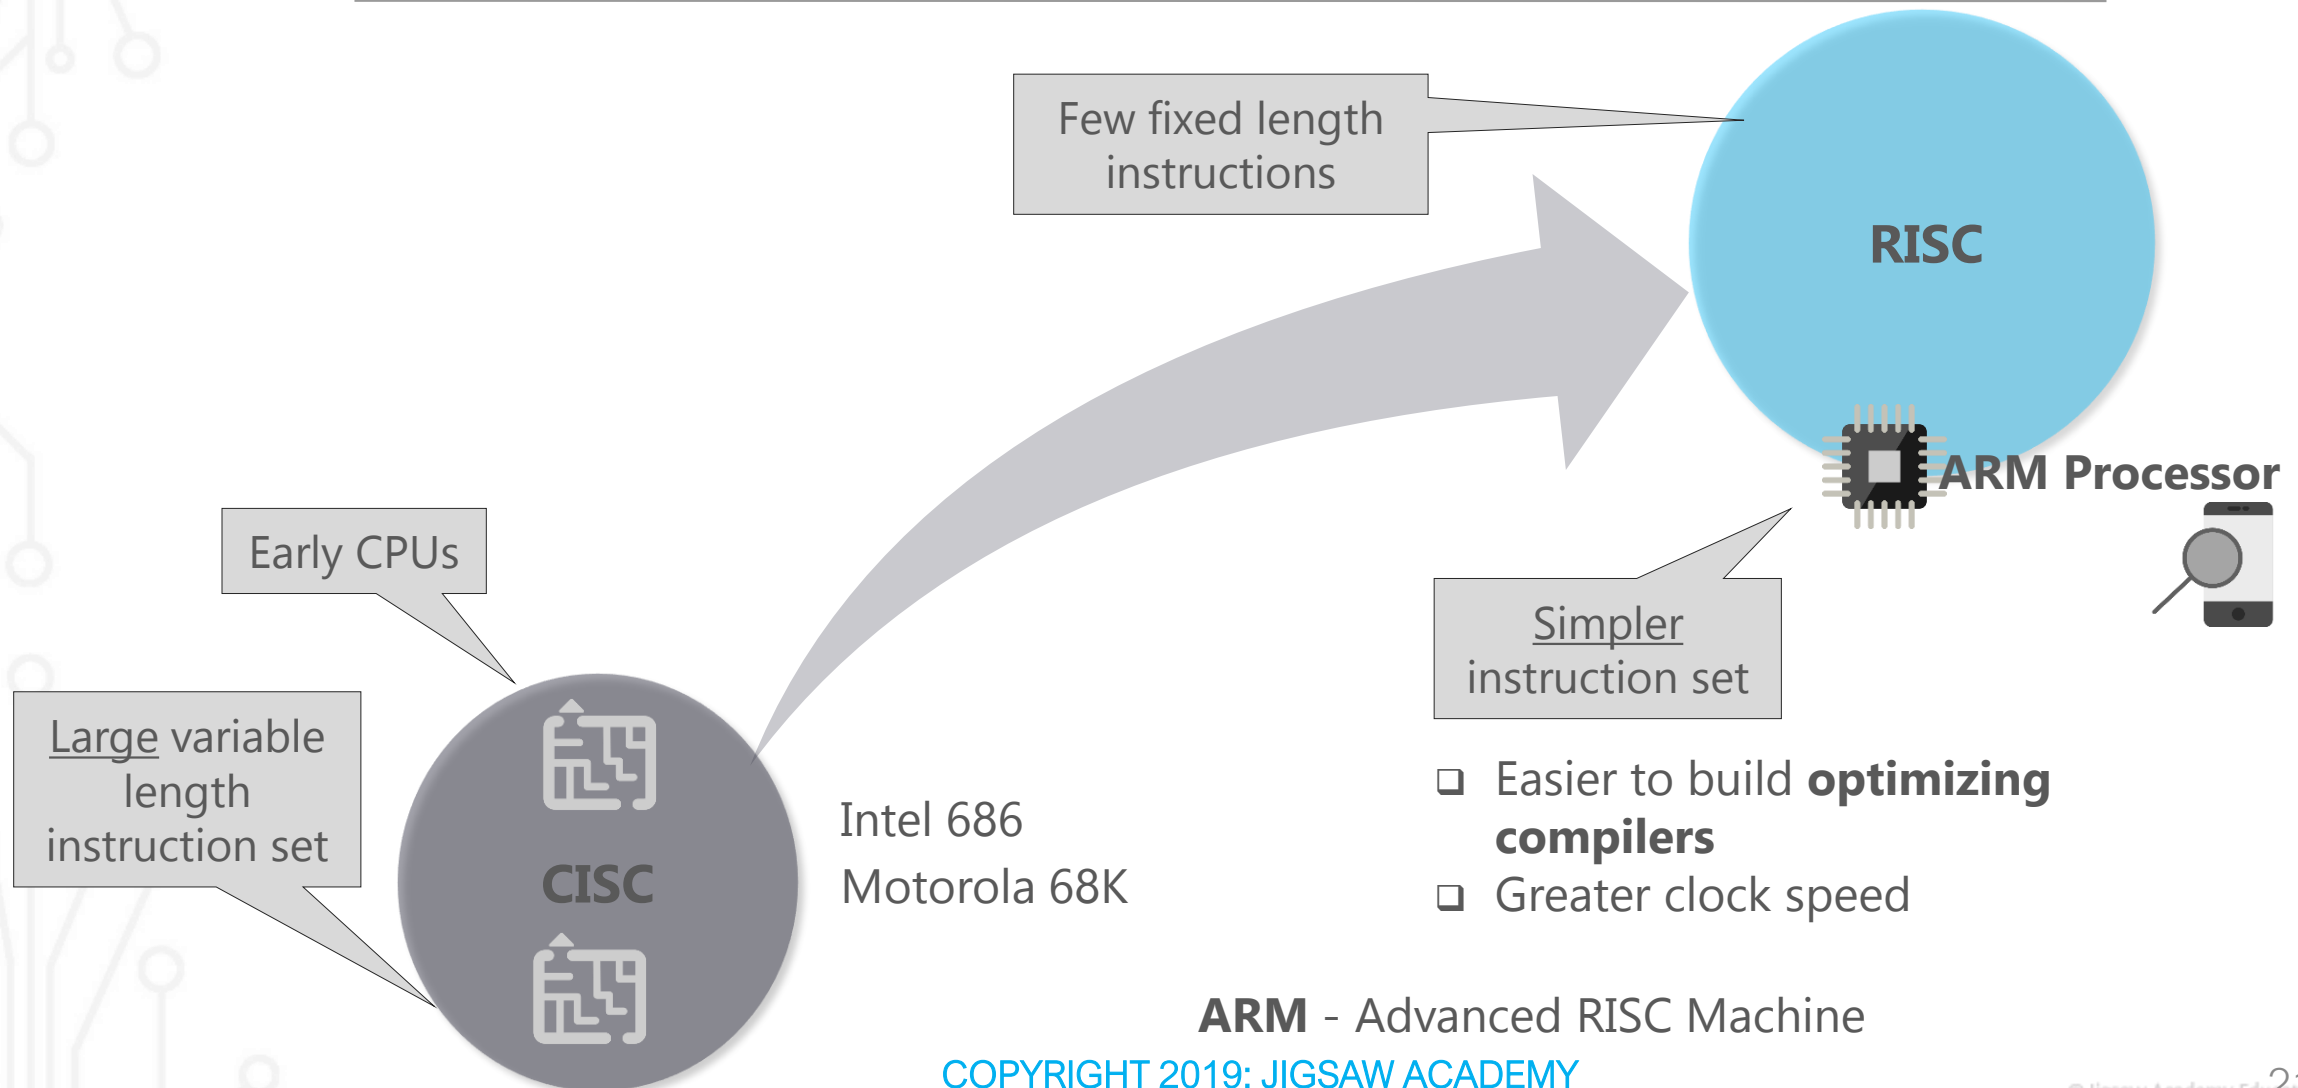 Few fixed length
instructions
RISC
ARM Processor
Early CPUs
Simpler
instruction set
Large variable
length
instruction set
CISC
Intel 686
Motorola 68K
Easier to build optimizing
compilers
Greater clock speed
ARM - Advanced RISC Machine
COPYRIGHT 2019: JIGSAW ACADEMY